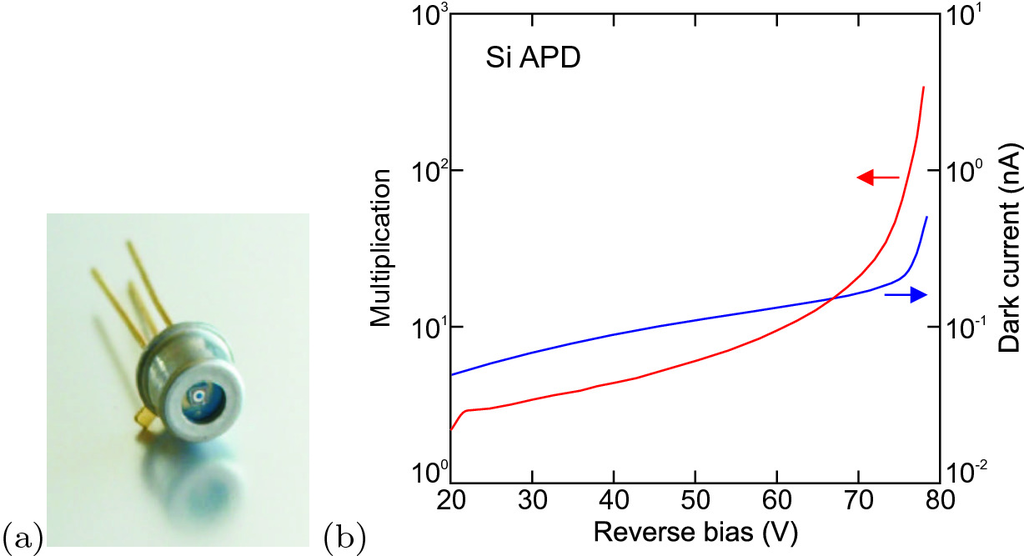 (a)
(b)
Si APD
Multiplication
10³
10²
10¹
10⁰
10¹
10⁰
10⁻¹
10⁻²
Dark current (nA)
20 30 40 50 60 70 80
Reverse bias (V)